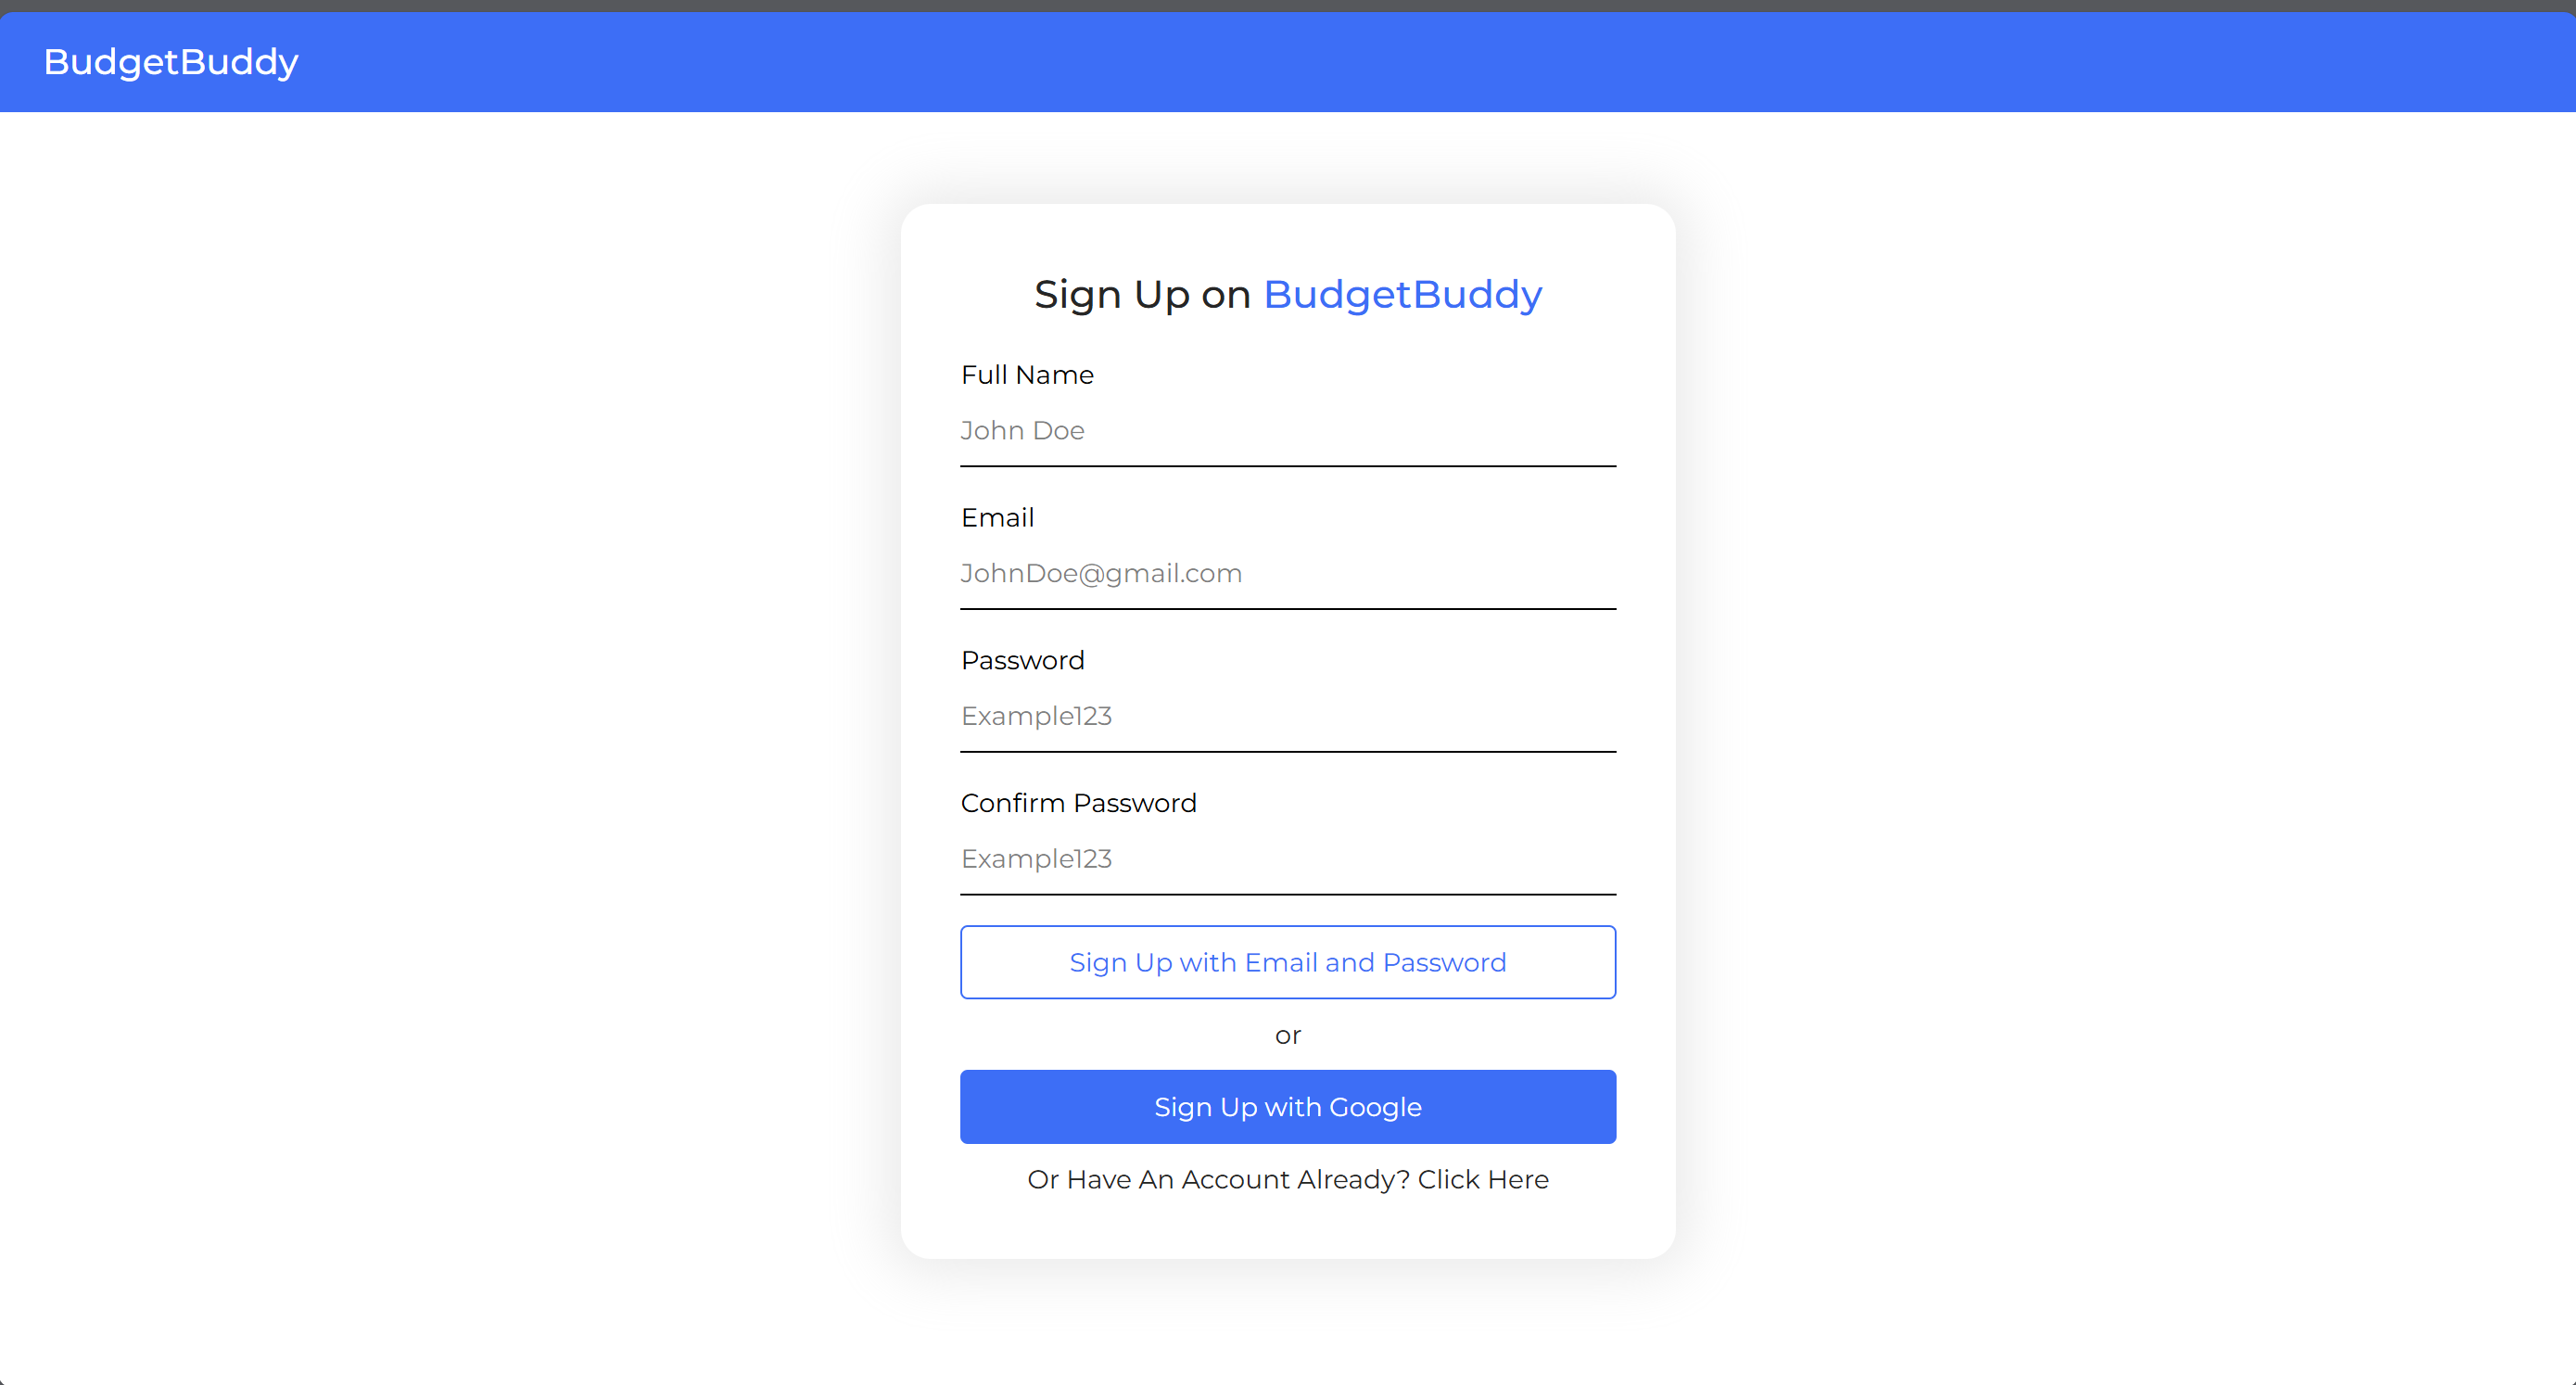 BudgetBuddy
Sign Up on BudgetBuddy
Full Name
John Doe
Email
JohnDoe@gmail.com
Password
Example123
Confirm Password
Example123
Sign Up with Email and Password
or
Sign Up with Google
Or Have An Account Already? Click Here